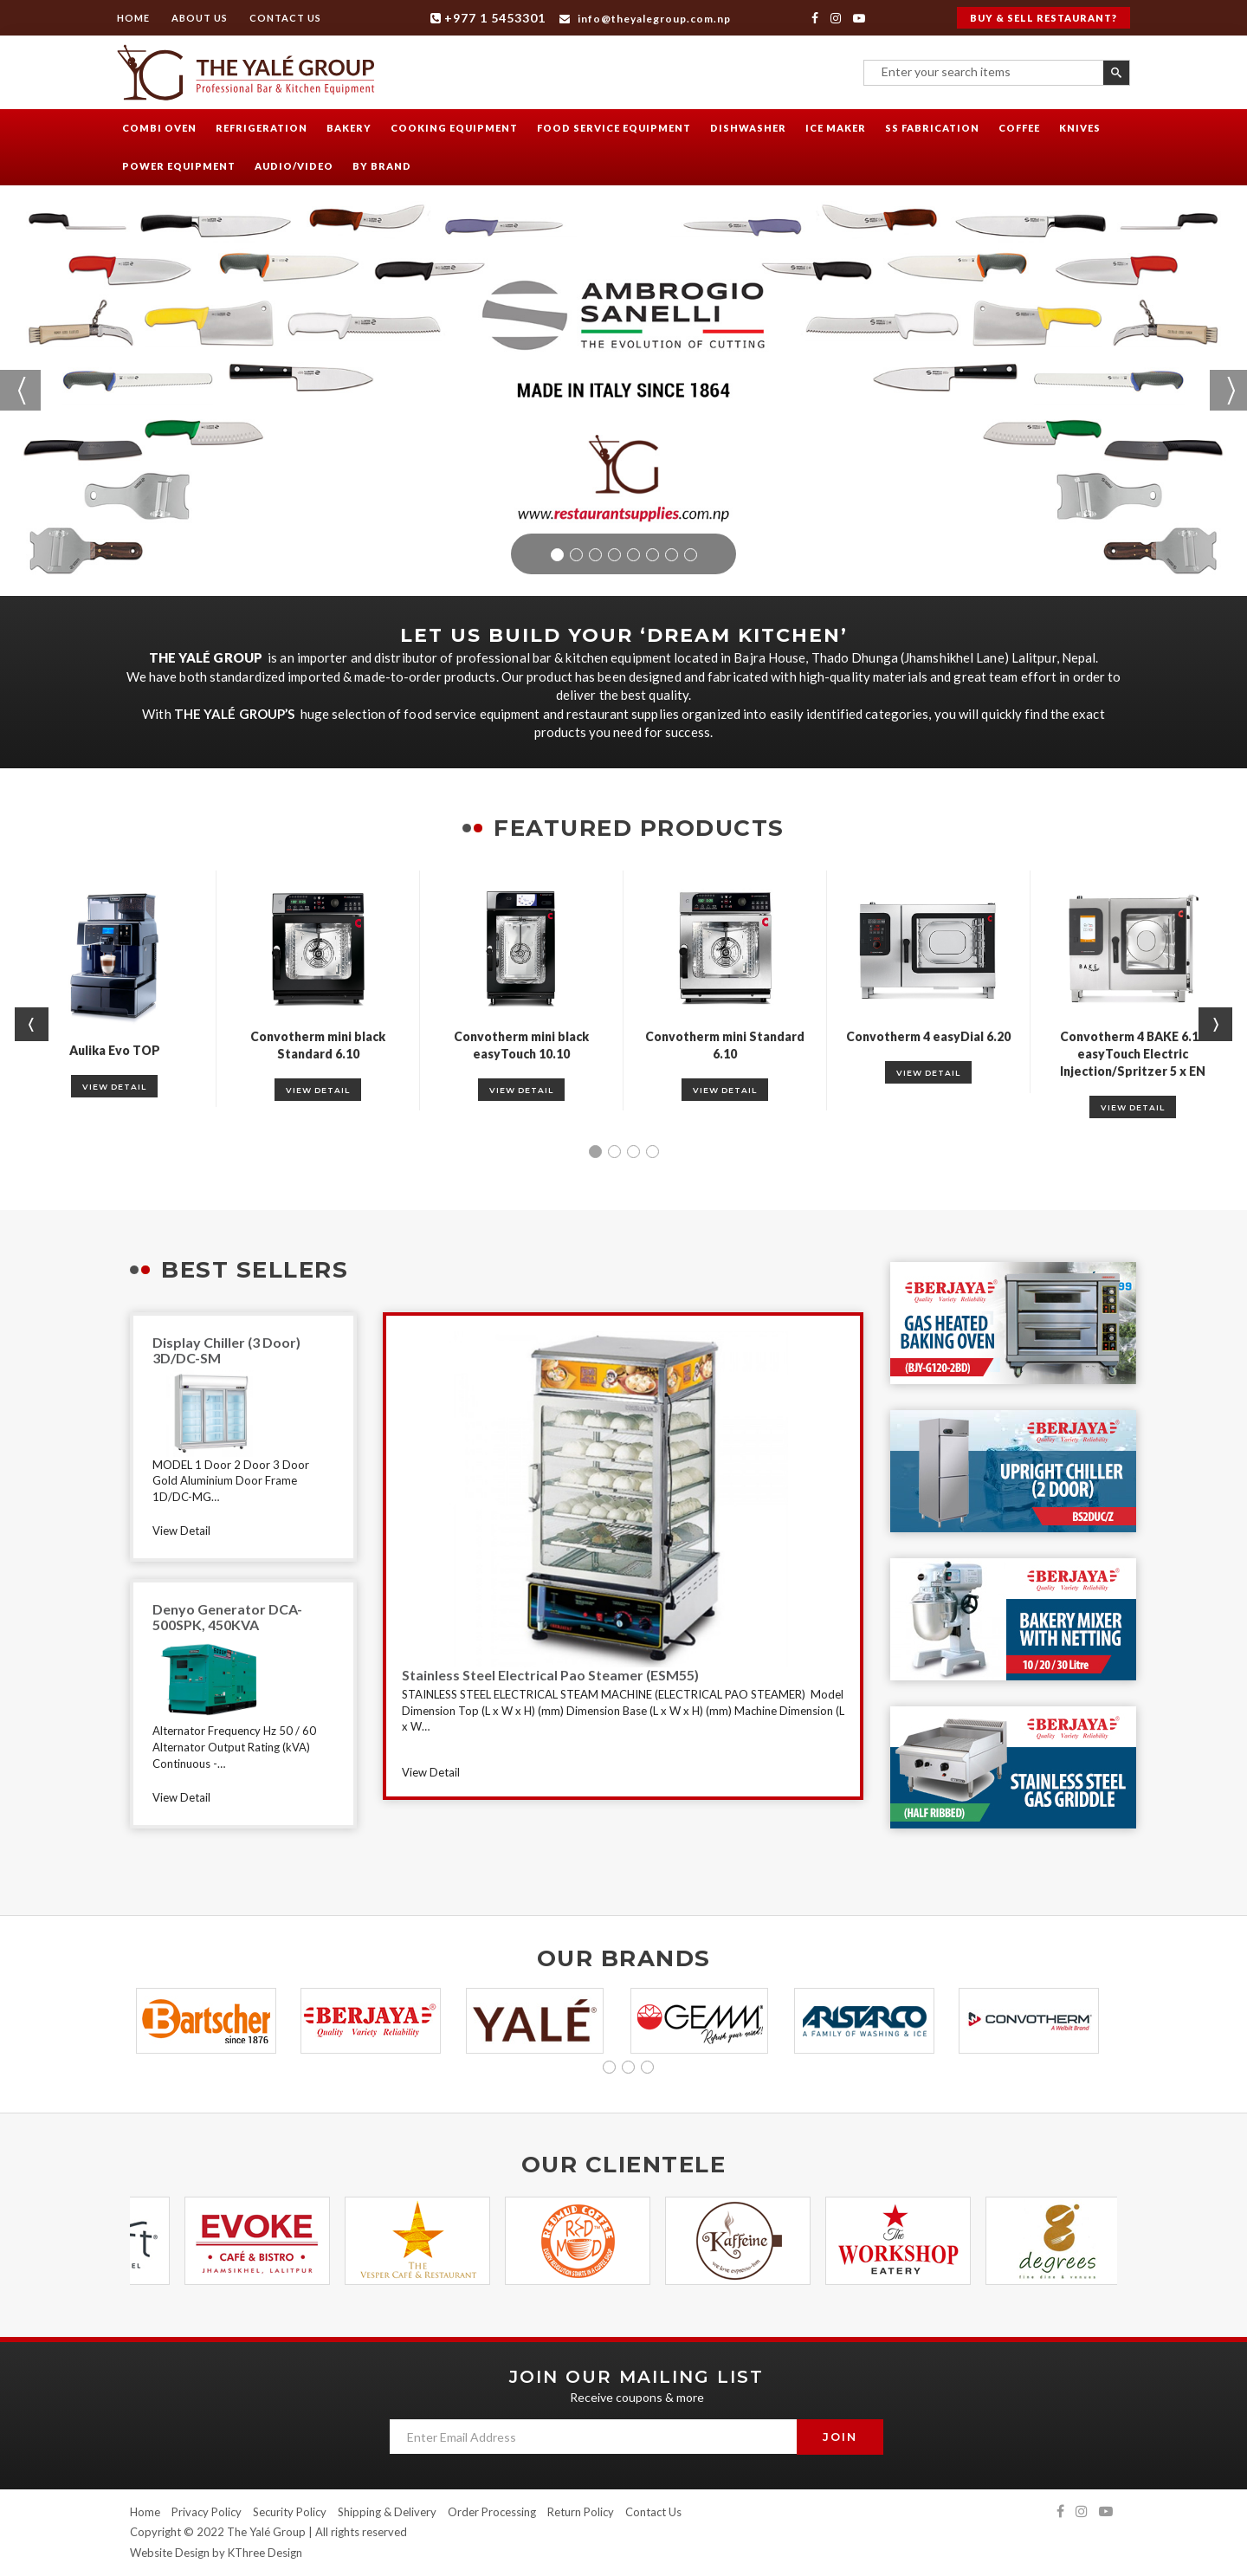 HOME ABOUT US CONTACT US +977 1 5453301 info@theyalegroup.com.np BUY & SELL RESTAURANT?
YG THE YALÉ GROUP
Professional Bar & Kitchen Equipment
Enter your search items
COMBI OVEN REFRIGERATION BAKERY COOKING EQUIPMENT FOOD SERVICE EQUIPMENT DISHWASHER ICE MAKER SS FABRICATION COFFEE KNIVES
POWER EQUIPMENT AUDIO/VIDEO BY BRAND
AMBROGIO
SANELLI
THE EVOLUTION OF CUTTING
MADE IN ITALY SINCE 1864
YG
www.restaurantsupplies.com.np
LET US BUILD YOUR ‘DREAM KITCHEN’
THE YALÉ GROUP is an importer and distributor of professional bar & kitchen equipment located in Bajra House, Thado Dhunga (Jhamshikhel Lane) Lalitpur, Nepal.
We have both standardized imported & made-to-order products. Our product has been designed and fabricated with high-quality materials and great team effort in order to
deliver the best quality.
With THE YALÉ GROUP’S huge selection of food service equipment and restaurant supplies organized into easily identified categories, you will quickly find the exact
products you need for success.
FEATURED PRODUCTS
Aulika Evo TOP
VIEW DETAIL
Convotherm mini black
Standard 6.10
VIEW DETAIL
Convotherm mini black
easyTouch 10.10
VIEW DETAIL
Convotherm mini Standard
6.10
VIEW DETAIL
Convotherm 4 easyDial 6.20
VIEW DETAIL
BAKE
Convotherm 4 BAKE 6.1
easyTouch Electric
Injection/Spritzer 5 x EN
VIEW DETAIL
BEST SELLERS
Display Chiller (3 Door)
3D/DC-SM
MODEL 1 Door 2 Door 3 Door
Gold Aluminium Door Frame
1D/DC-MG...
View Detail
Denyo Generator DCA-
500SPK, 450KVA
Alternator Frequency Hz 50 / 60
Alternator Output Rating (kVA)
Continuous -...
View Detail
Stainless Steel Electrical Pao Steamer (ESM55)
STAINLESS STEEL ELECTRICAL STEAM MACHINE (ELECTRICAL PAO STEAMER) Model
Dimension Top (L x W x H) (mm) Dimension Base (L x W x H) (mm) Machine Dimension (L
x W...
View Detail
BERJAYA
Quality Variety Reliability
99
GAS HEATED
BAKING OVEN
(BJY-G120-2BD)
BERJAYA
Quality Variety Reliability
UPRIGHT CHILLER
(2 DOOR)
BS2DUC/Z
BERJAYA
Quality Variety Reliability
BAKERY MIXER
WITH NETTING
10 / 20 / 30 Litre
BERJAYA
Quality Variety Reliability
STAINLESS STEEL
GAS GRIDDLE
(HALF RIBBED)
OUR BRANDS
Bartscher
since 1876
BERJAYA
Quality Variety Reliability
YALÉ
GEMM
Refresh your mind!
ARISTARCO
A FAMILY OF WASHING & ICE
CONVOTHERM
A Welbilt Brand
OUR CLIENTELE
EVOKE
CAFÉ & BISTRO
JHAMSIKHEL, LALITPUR
THE
VESPER CAFÉ & RESTAURANT
REDMUD COFFEE
RED MUD
Kaffeine
The
WORKSHOP
EATERY
degrees
fine dine & venues
JOIN OUR MAILING LIST
Receive coupons & more
Enter Email Address
JOIN
Home Privacy Policy Security Policy Shipping & Delivery Order Processing Return Policy Contact Us
Copyright © 2022 The Yalé Group | All rights reserved
Website Design by KThree Design